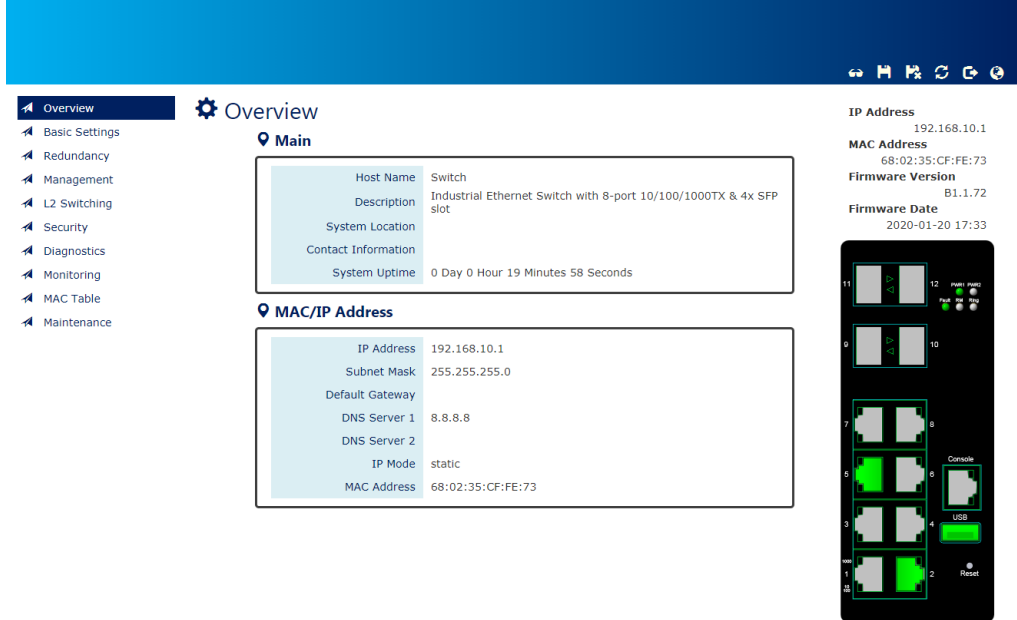 Overview
Basic Settings
Redundancy
Management
L2 Switching
Security
Diagnostics
Monitoring
MAC Table
Maintenance
Overview
Main
Host Name Switch
Description Industrial Ethernet Switch with 8-port 10/100/1000TX & 4x SFP
slot
System Location
Contact Information
System Uptime 0 Day 0 Hour 19 Minutes 58 Seconds
MAC/IP Address
IP Address 192.168.10.1
Subnet Mask 255.255.255.0
Default Gateway
DNS Server 1 8.8.8.8
DNS Server 2
IP Mode static
MAC Address 68:02:35:CF:FE:73
IP Address
192.168.10.1
MAC Address
68:02:35:CF:FE:73
Firmware Version
B1.1.72
Firmware Date
2020-01-20 17:33
11 12 PWR1 PWR2
Fault RM Ring
9 10
7 8
Console
5 6
USB
3 4
1000
1 2 Reset
10
100